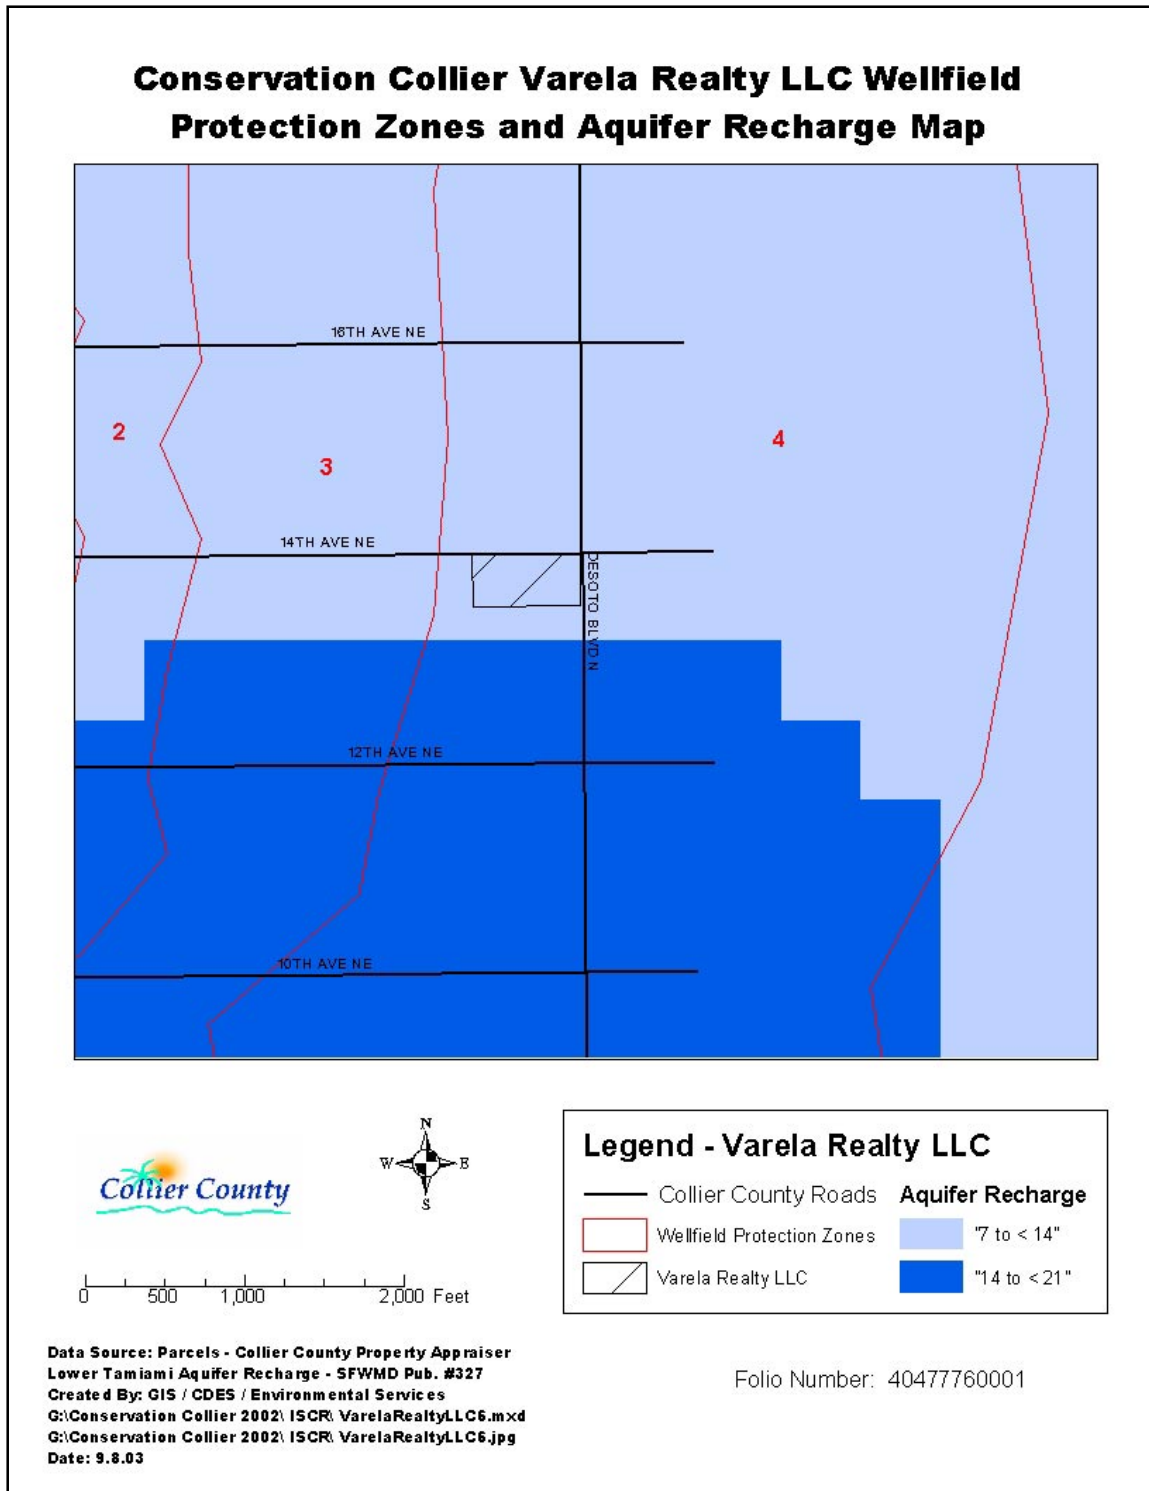 Conservation Collier Varela Realty LLC Wellfield
Protection Zones and Aquifer Recharge Map
16TH AVE NE
2
3
4
14TH AVE NE
DESOTO BLVD N
12TH AVE NE
10TH AVE NE
Collier County
N
W E
S
0 500 1,000 2,000 Feet
Legend - Varela Realty LLC
Collier County Roads Aquifer Recharge
Wellfield Protection Zones "7 to < 14"
Varela Realty LLC "14 to < 21"
Data Source: Parcels - Collier County Property Appraiser
Lower Tamiami Aquifer Recharge - SFWMD Pub. #327
Created By: GIS / CDES / Environmental Services
G:\Conservation Collier 2002\ ISCR\ VarelaRealtyLLC6.mxd
G:\Conservation Collier 2002\ ISCR\ VarelaRealtyLLC6.jpg
Date: 9.8.03
Folio Number: 40477760001